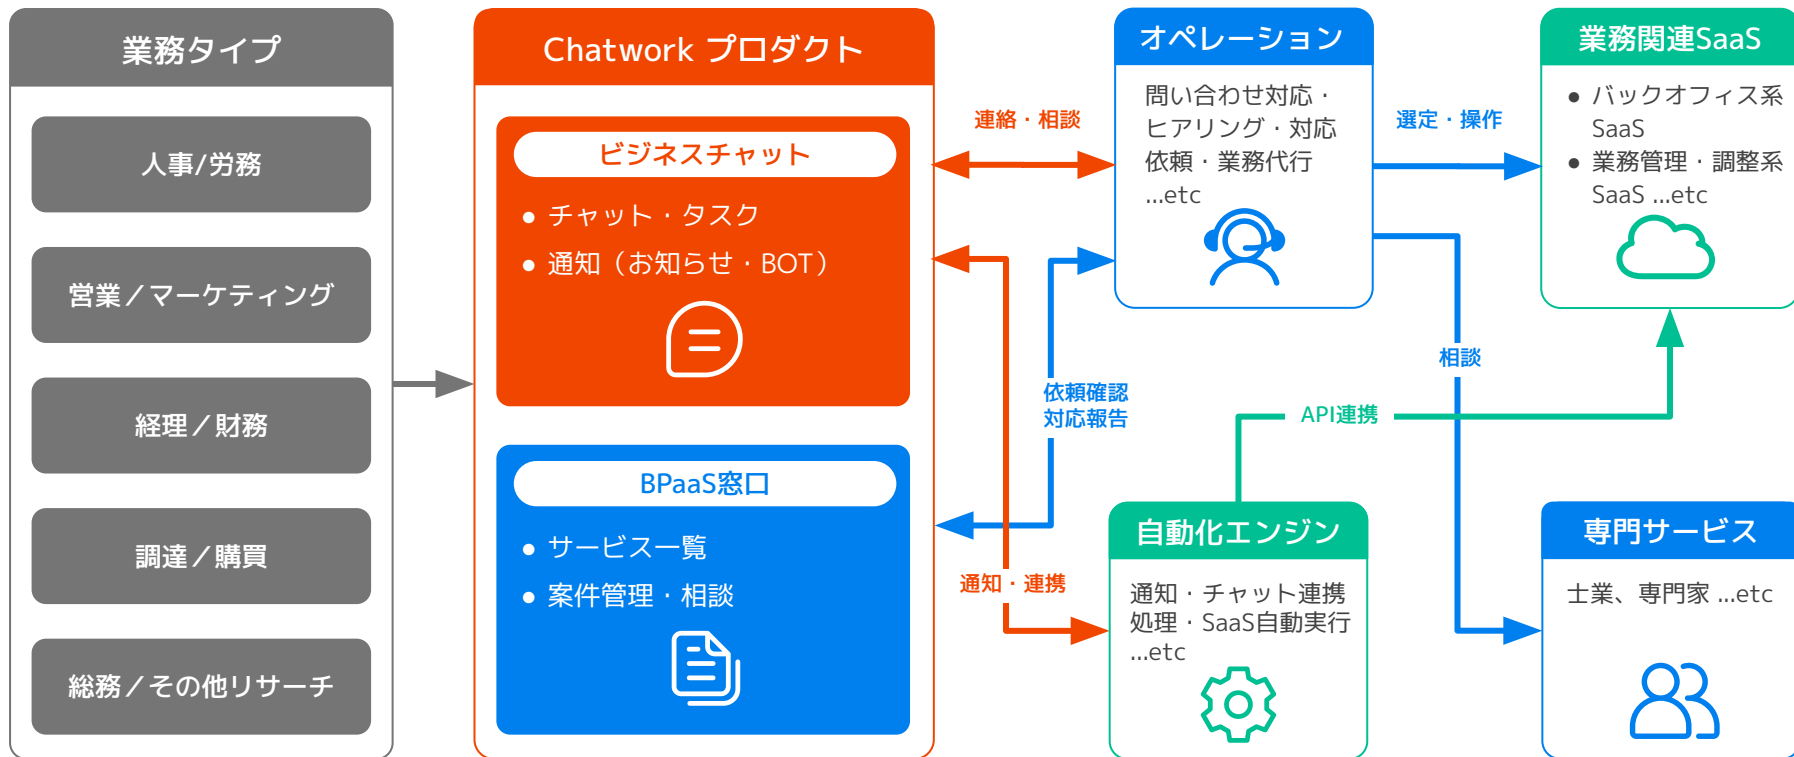 業務タイプ
人事/労務
営業／マーケティング
経理／財務
調達／購買
総務／その他リサーチ
Chatwork プロダクト
ビジネスチャット
● チャット・タスク
● 通知（お知らせ・BOT）
BPaaS窓口
● サービス一覧
● 案件管理・相談
連絡・相談
依頼確認
対応報告
通知・連携
オペレーション
問い合わせ対応・
ヒアリング・対応
依頼・業務代行
...etc
選定・操作
相談
API連携
自動化エンジン
通知・チャット連携
処理・SaaS自動実行
...etc
業務関連SaaS
● バックオフィス系
SaaS
● 業務管理・調整系
SaaS ...etc
専門サービス
士業、専門家 ...etc